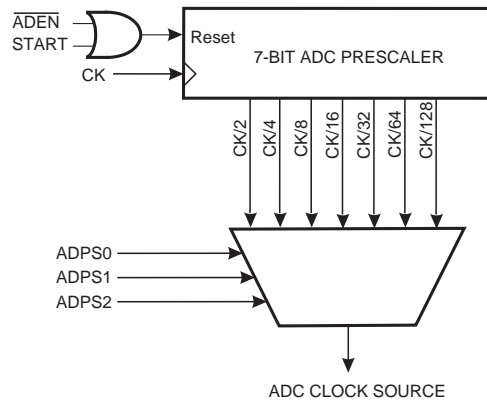 ADEN
START
Reset
7-BIT ADC PRESCALER
CK
CK/2
CK/4
CK/8
CK/16
CK/32
CK/64
CK/128
ADPS0
ADPS1
ADPS2
ADC CLOCK SOURCE